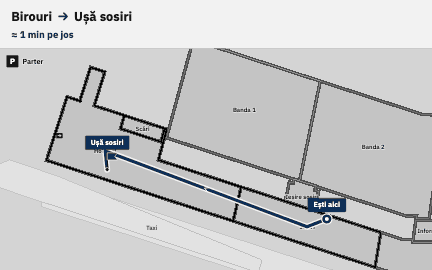 Birouri → Ușă sosiri
≈ 1 min pe jos
P Parter
Banda 1
Banda 2
Scări
Ușă sosiri
Ești aici
Taxi